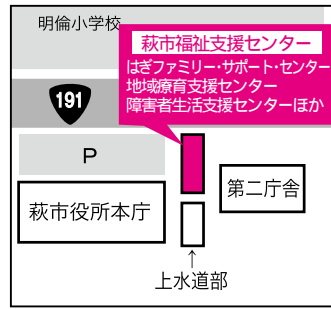 明倫小学校
萩市福祉支援センター
はぎファミリー・サポート・センター
地域療育支援センター
障害者生活支援センターほか
191
P
第二庁舎
萩市役所本庁
↑
上水道部